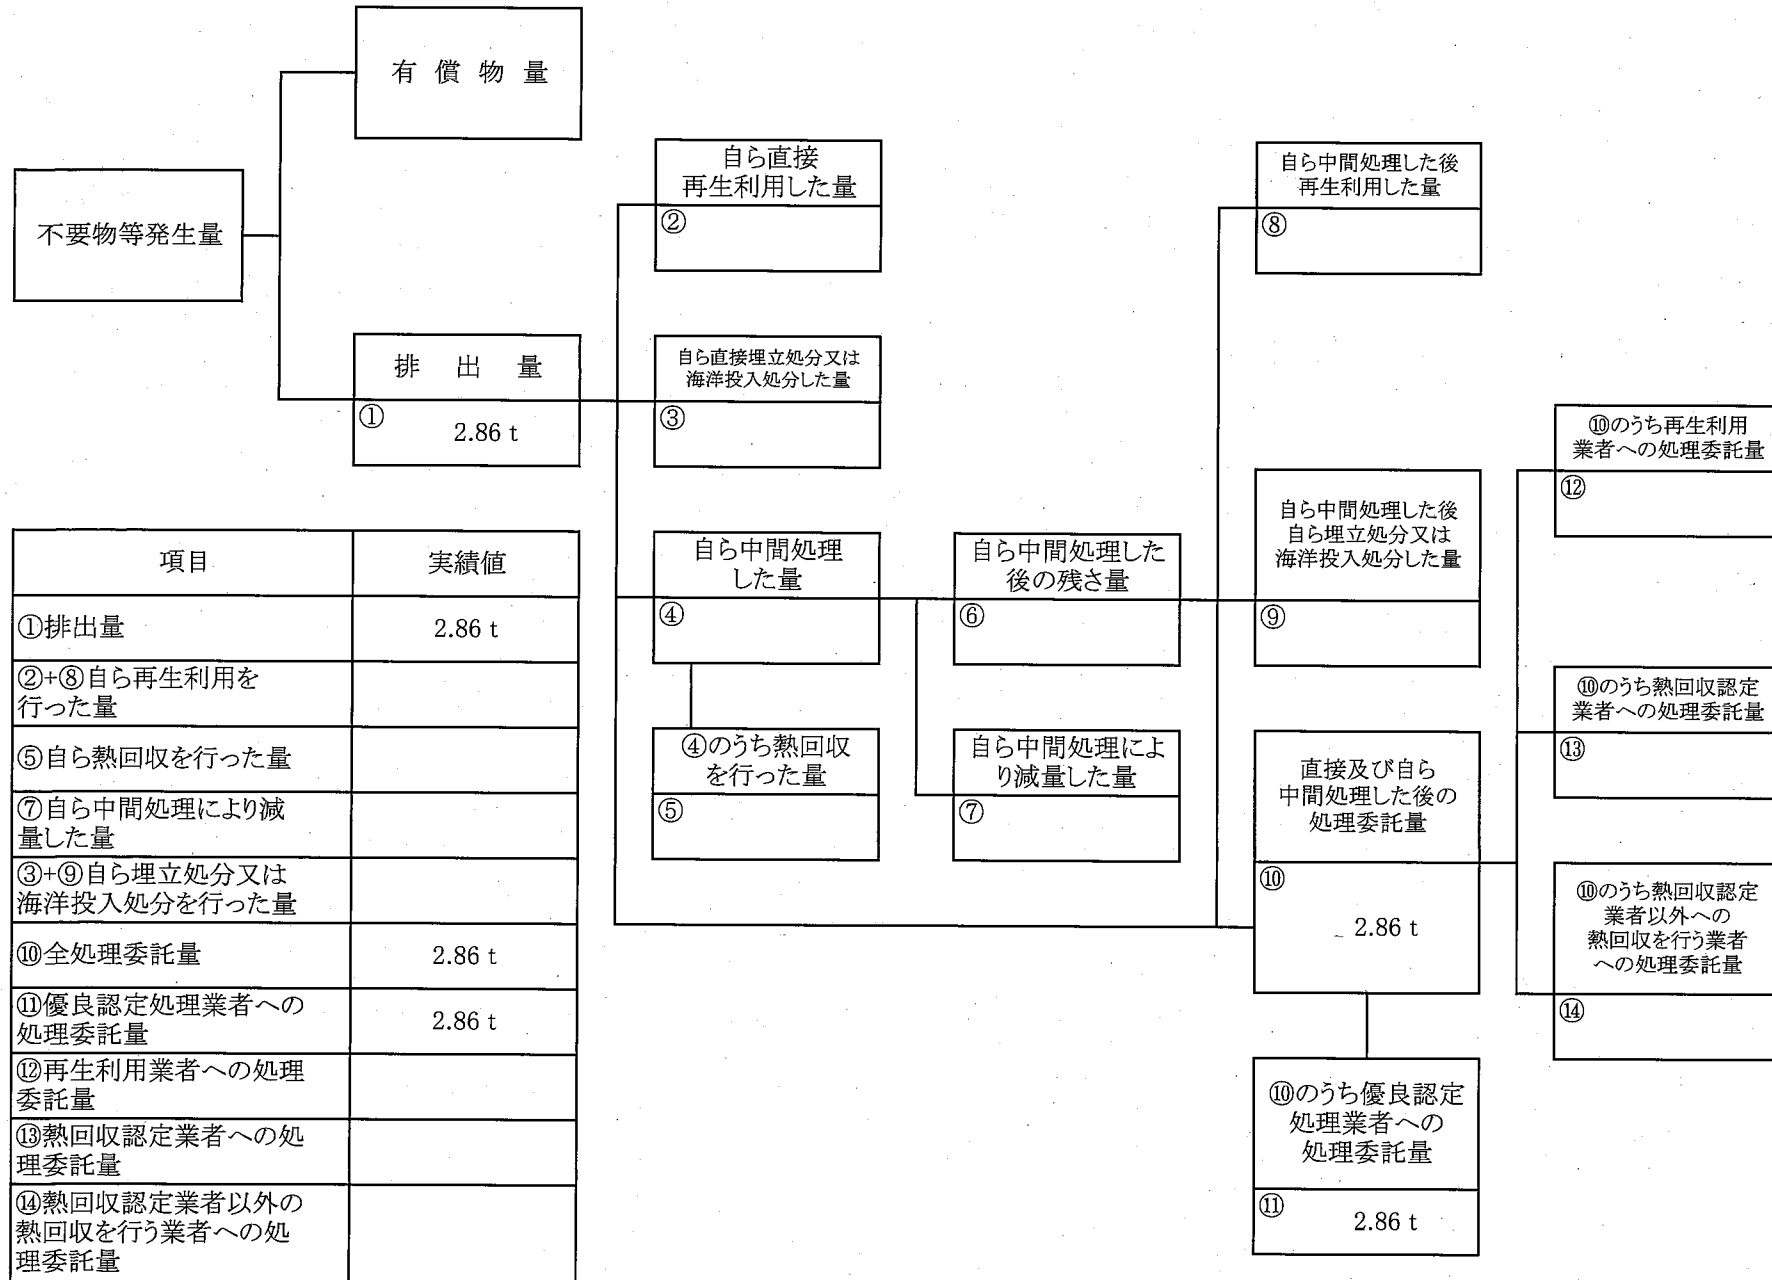 有償物量
不要物等発生量
排出量
①
2.86 t
自ら直接
再生利用した量
②
自ら直接埋立処分又は
海洋投入処分した量
③
自ら中間処理
した量
④
④のうち熱回収
を行った量
⑤
自ら中間処理した
後の残さ量
⑥
自ら中間処理によ
り減量した量
⑦
自ら中間処理した後
再生利用した量
⑧
自ら中間処理した後
自ら埋立処分又は
海洋投入処分した量
⑨
直接及び自ら
中間処理した後の
処理委託量
⑩
2.86 t
⑩のうち優良認定
処理業者への
処理委託量
⑪
2.86 t
⑩のうち再生利用
業者への処理委託量
⑫
⑩のうち熱回収認定
業者への処理委託量
⑬
⑩のうち熱回収認定
業者以外への
熱回収を行う業者
への処理委託量
⑭
項目 実績値
①排出量 2.86 t
②+⑧自ら再生利用を
行った量
⑤自ら熱回収を行った量
⑦自ら中間処理により減
量した量
③+⑨自ら埋立処分又は
海洋投入処分を行った量
⑩全処理委託量 2.86 t
⑪優良認定処理業者への
処理委託量 2.86 t
⑫再生利用業者への処理
委託量
⑬熱回収認定業者への処
理委託量
⑭熱回収認定業者以外の
熱回収を行う業者への処
理委託量